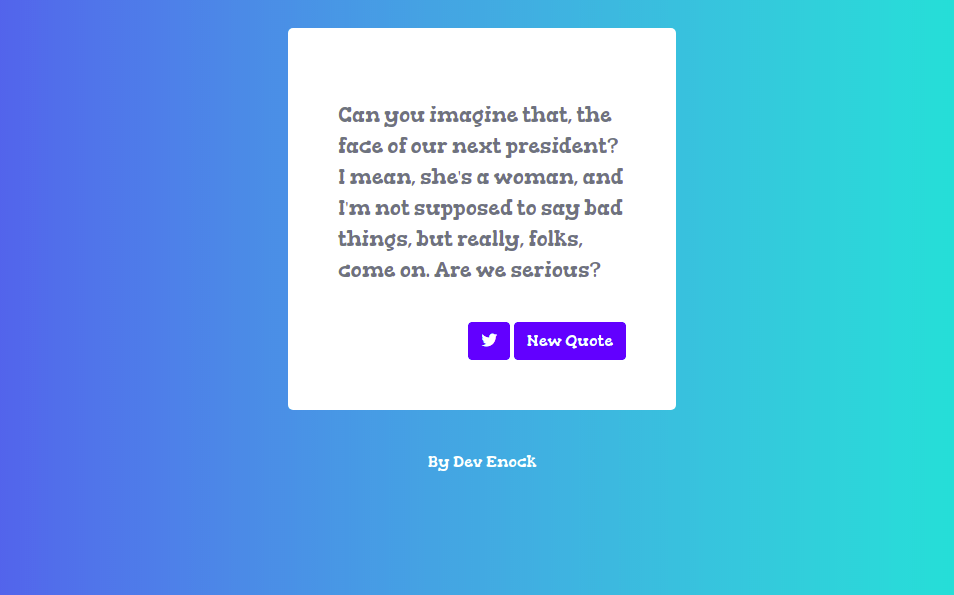 Can you imagine that, the
face of our next president?
I mean, she's a woman, and
I'm not supposed to say bad
things, but really, folks,
come on. Are we serious?
New Quote
By Dev Enock